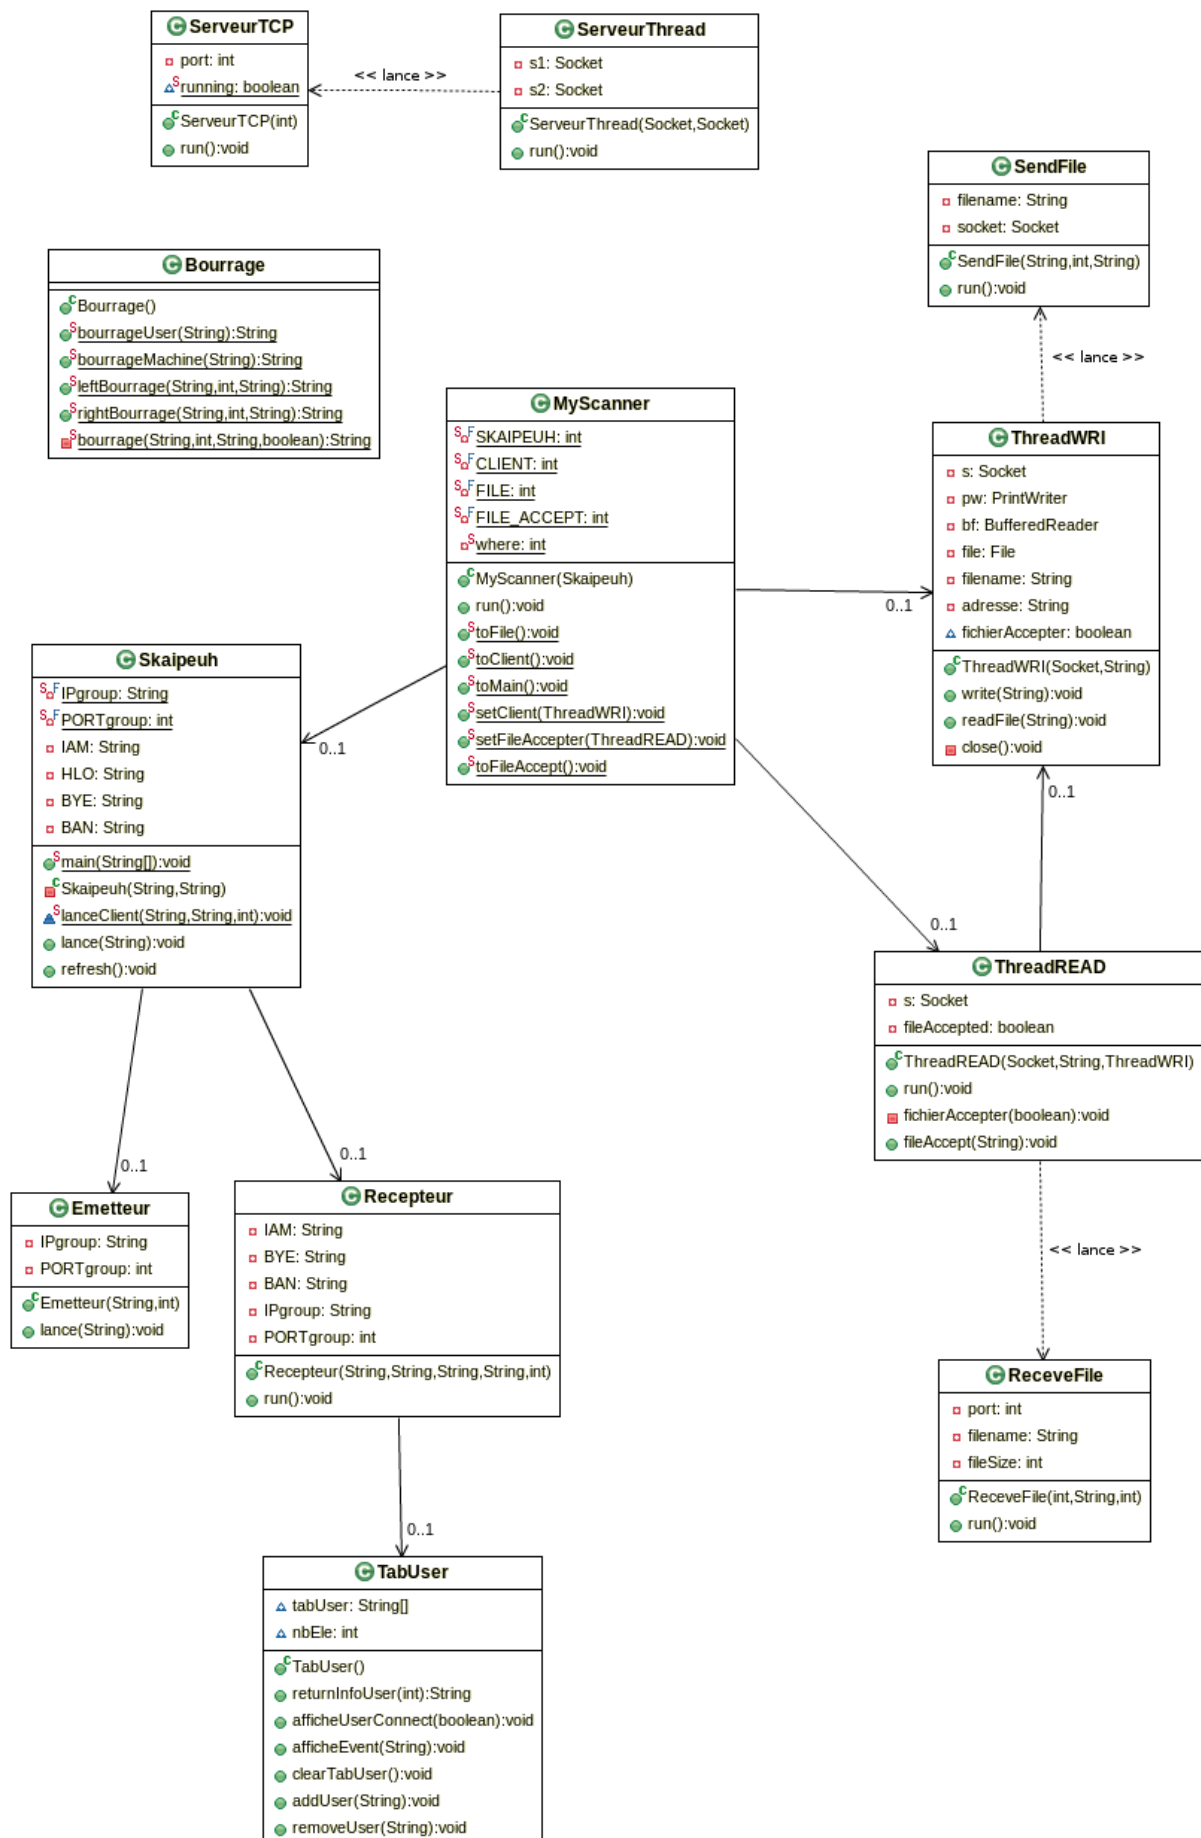 ServeurTCP
port: int
running: boolean
ServeurTCP(int)
run():void
<< lance >>
ServeurThread
s1: Socket
s2: Socket
ServeurThread(Socket,Socket)
run():void
SendFile
filename: String
socket: Socket
SendFile(String,int,String)
run():void
<< lance >>
Bourrage
Bourrage()
bourrageUser(String):String
bourrageMachine(String):String
leftBourrage(String,int,String):String
rightBourrage(String,int,String):String
bourrage(String,int,String,boolean):String
MyScanner
SKAIPEUH: int
CLIENT: int
FILE: int
FILE_ACCEPT: int
where: int
MyScanner(Skaipeuh)
run():void
toFile():void
toClient():void
toMain():void
setClient(ThreadWRI):void
setFileAccepter(ThreadREAD):void
toFileAccept():void
0..1
0..1
0..1
ThreadWRI
s: Socket
pw: PrintWriter
bf: BufferedReader
file: File
filename: String
adresse: String
fichierAccepter: boolean
ThreadWRI(Socket,String)
write(String):void
readFile(String):void
close():void
0..1
Skaipeuh
IPgroup: String
PORTgroup: int
IAM: String
HLO: String
BYE: String
BAN: String
main(String[]):void
Skaipeuh(String,String)
lanceClient(String,String,int):void
lance(String):void
refresh():void
0..1
0..1
ThreadREAD
s: Socket
fileAccepted: boolean
ThreadREAD(Socket,String,ThreadWRI)
run():void
fichierAccepter(boolean):void
fileAccept(String):void
<< lance >>
Emetteur
IPgroup: String
PORTgroup: int
Emetteur(String,int)
lance(String):void
Recepteur
IAM: String
BYE: String
BAN: String
IPgroup: String
PORTgroup: int
Recepteur(String,String,String,String,int)
run():void
0..1
ReceveFile
port: int
filename: String
fileSize: int
ReceveFile(int,String,int)
run():void
TabUser
tabUser: String[]
nbEle: int
TabUser()
returnInfoUser(int):String
afficheUserConnect(boolean):void
afficheEvent(String):void
clearTabUser():void
addUser(String):void
removeUser(String):void